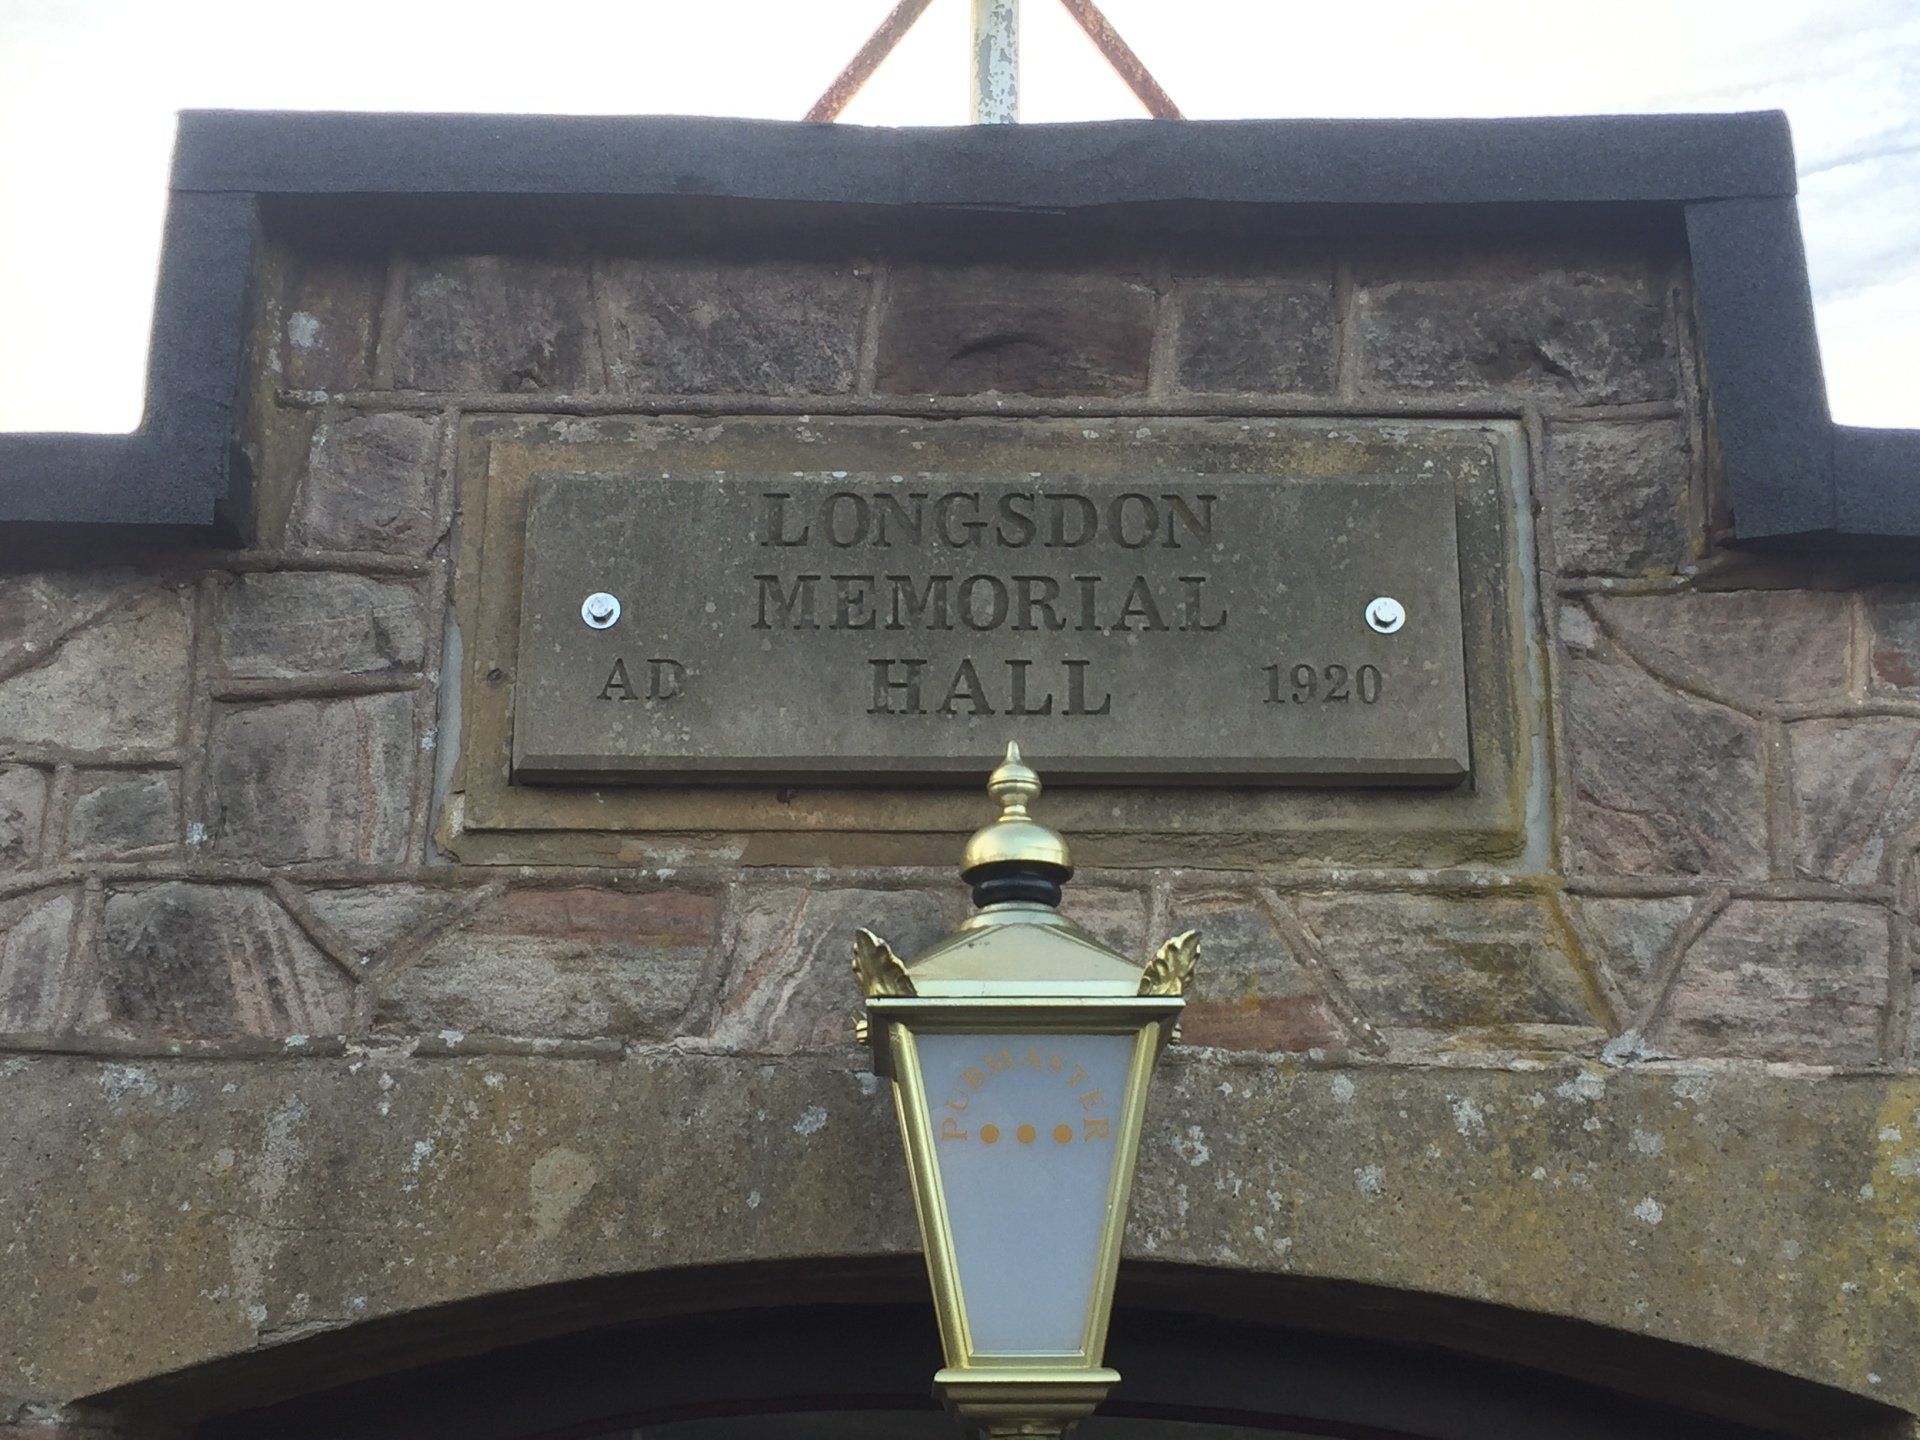 LONGSDON
MEMORIAL
AD HALL 1920
PUBMASTER